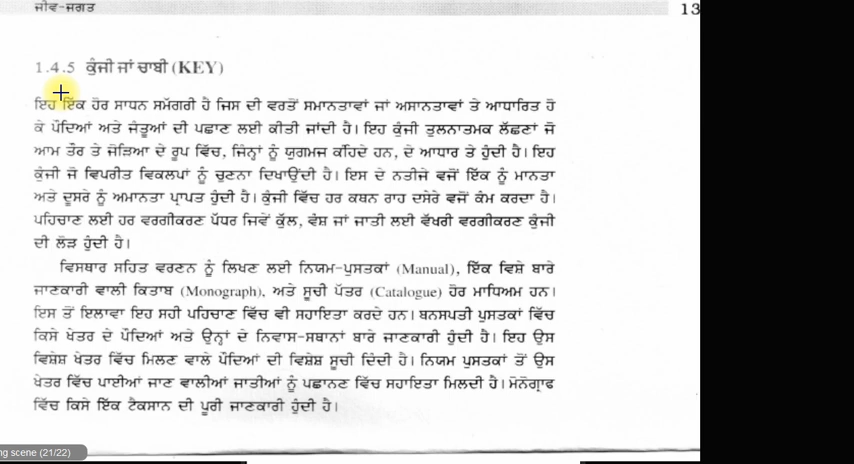 ਜੀਵ-ਜਗਤ
13
1.4.5 ਕੁੰਜੀ ਜਾਂ ਚਾਬੀ (KEY)
ਇਹ ਇੱਕ ਹੋਰ ਸਾਧਨ ਸਮੱਗਰੀ ਹੈ ਜਿਸ ਦੀ ਵਰਤੋਂ ਸਮਾਨਤਾਵਾਂ ਜਾਂ ਅਸਾਨਤਾਵਾਂ ਤੇ ਆਧਾਰਿਤ ਹੋ
ਕੇ ਪੌਦਿਆਂ ਅਤੇ ਜੰਤੂਆਂ ਦੀ ਪਛਾਣ ਲਈ ਕੀਤੀ ਜਾਂਦੀ ਹੈ। ਇਹ ਕੁੰਜੀ ਤੁਲਨਾਤਮਕ ਲੱਛਣਾਂ ਜੋ
ਆਮ ਤੌਰ ਤੇ ਜੋੜਿਆ ਦੇ ਰੂਪ ਵਿੱਚ, ਜਿੰਨ੍ਹਾਂ ਨੂੰ ਯੁਗਮਜ ਕਹਿੰਦੇ ਹਨ, ਦੇ ਆਧਾਰ ਤੇ ਹੁੰਦੀ ਹੈ। ਇਹ
ਕੁੰਜੀ ਜੋ ਵਿਪਰੀਤ ਵਿਕਲਪਾਂ ਨੂੰ ਚੁਣਨਾ ਦਿਖਾਉਂਦੀ ਹੈ। ਇਸ ਦੇ ਨਤੀਜੇ ਵਜੋਂ ਇੱਕ ਨੂੰ ਮਾਨਤਾ
ਅਤੇ ਦੂਸਰੇ ਨੂੰ ਅਮਾਨਤਾ ਪ੍ਰਾਪਤ ਹੁੰਦੀ ਹੈ। ਕੁੰਜੀ ਵਿੱਚ ਹਰ ਕਥਨ ਰਾਹ ਦਸੇਰੇ ਵਜੋਂ ਕੰਮ ਕਰਦਾ ਹੈ।
ਪਹਿਚਾਣ ਲਈ ਹਰ ਵਰਗੀਕਰਣ ਪੱਧਰ ਜਿਵੇਂ ਕੁੱਲ, ਵੰਸ਼ ਜਾਂ ਜਾਤੀ ਲਈ ਵੱਖਰੀ ਵਰਗੀਕਰਣ ਕੁੰਜੀ
ਦੀ ਲੋੜ ਹੁੰਦੀ ਹੈ।
ਵਿਸਥਾਰ ਸਹਿਤ ਵਰਣਨ ਨੂੰ ਲਿਖਣ ਲਈ ਨਿਯਮ-ਪੁਸਤਕਾਂ (Manual), ਇੱਕ ਵਿਸ਼ੇ ਬਾਰੇ
ਜਾਣਕਾਰੀ ਵਾਲੀ ਕਿਤਾਬ (Monograph), ਅਤੇ ਸੂਚੀ ਪੱਤਰ (Catalogue) ਹੋਰ ਮਾਧਿਅਮ ਹਨ।
ਇਸ ਤੋਂ ਇਲਾਵਾ ਇਹ ਸਹੀ ਪਹਿਚਾਣ ਵਿੱਚ ਵੀ ਸਹਾਇਤਾ ਕਰਦੇ ਹਨ। ਬਨਸਪਤੀ ਪੁਸਤਕਾਂ ਵਿੱਚ
ਕਿਸੇ ਖੇਤਰ ਦੇ ਪੌਦਿਆਂ ਅਤੇ ਉਨ੍ਹਾਂ ਦੇ ਨਿਵਾਸ-ਸਥਾਨਾਂ ਬਾਰੇ ਜਾਣਕਾਰੀ ਹੁੰਦੀ ਹੈ। ਇਹ ਉਸ
ਵਿਸ਼ੇਸ਼ ਖੇਤਰ ਵਿੱਚ ਮਿਲਣ ਵਾਲੇ ਪੌਦਿਆਂ ਦੀ ਵਿਸ਼ੇਸ਼ ਸੂਚੀ ਦਿੰਦੀ ਹੈ। ਨਿਯਮ ਪੁਸਤਕਾਂ ਤੋਂ ਉਸ
ਖੇਤਰ ਵਿੱਚ ਪਾਈਆਂ ਜਾਣ ਵਾਲੀਆਂ ਜਾਤੀਆਂ ਨੂੰ ਪਛਾਨਣ ਵਿੱਚ ਸਹਾਇਤਾ ਮਿਲਦੀ ਹੈ। ਮੋਨੋਗ੍ਰਾਫ
ਵਿੱਚ ਕਿਸੇ ਇੱਕ ਟੈਕਸਾਨ ਦੀ ਪੂਰੀ ਜਾਣਕਾਰੀ ਹੁੰਦੀ ਹੈ।
ng scene (21/22)